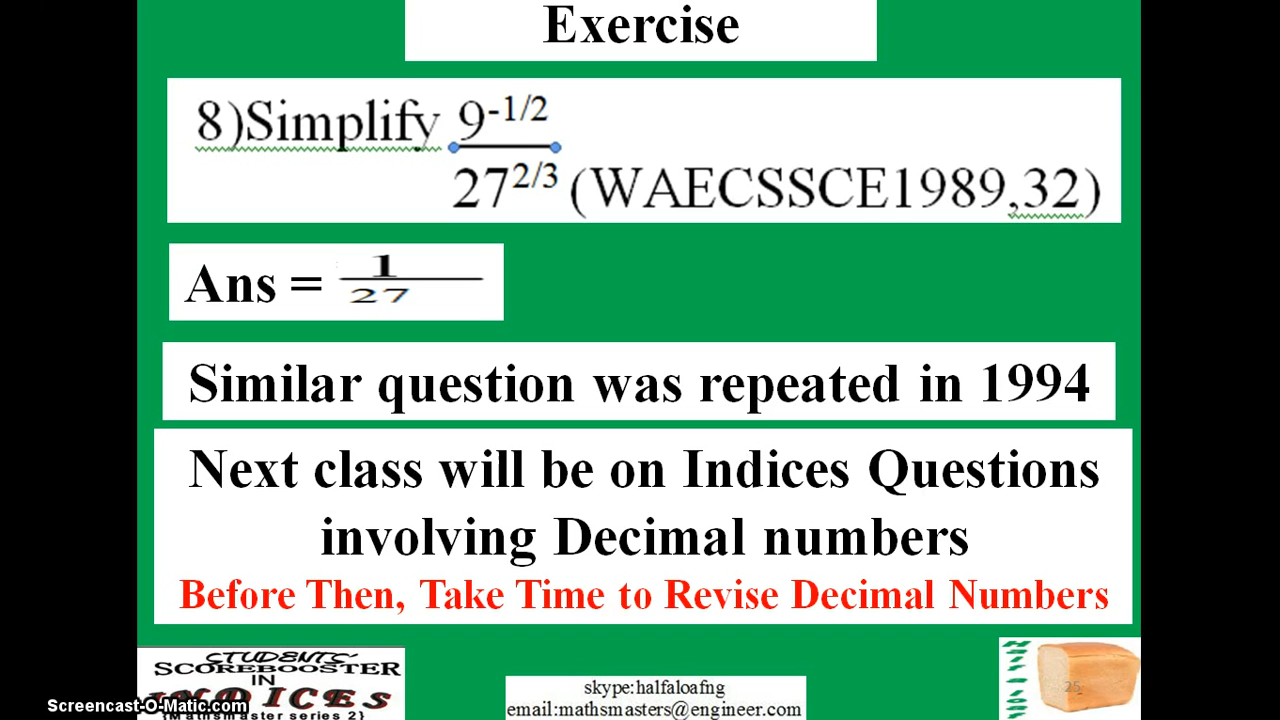 Exercise
8)Simplify 9^-1/2
27^2/3 (WAECSSCE1989,32)
Ans = 1
27
Similar question was repeated in 1994
Next class will be on Indices Questions
involving Decimal numbers
Before Then, Take Time to Revise Decimal Numbers
STUDENTS'
SCOREBOOSTER
IN
INDICES
{Mathsmaster series 2}
Screencast-O-Matic.com
skype:halfaloafng
email:mathsmasters@engineer.com
25